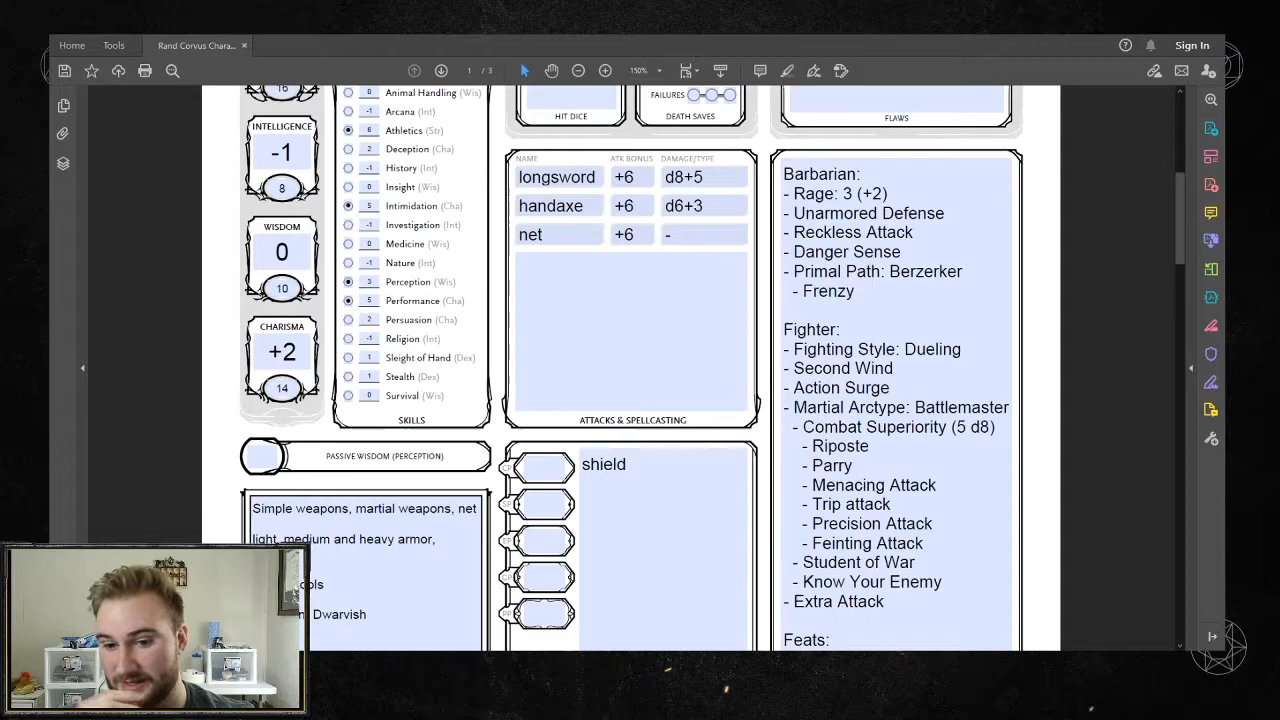 Home
Tools
Rand Corvus Chara...
Sign In
1 / 3
150%
16
INTELLIGENCE
-1
8
WISDOM
0
10
CHARISMA
+2
14
0 Animal Handling (Wis)
-1 Arcana (Int)
6 Athletics (Str)
2 Deception (Cha)
-1 History (Int)
0 Insight (Wis)
5 Intimidation (Cha)
-1 Investigation (Int)
0 Medicine (Wis)
-1 Nature (Int)
3 Perception (Wis)
5 Performance (Cha)
2 Persuasion (Cha)
-1 Religion (Int)
1 Sleight of Hand (Dex)
1 Stealth (Dex)
0 Survival (Wis)
SKILLS
PASSIVE WISDOM (PERCEPTION)
Simple weapons, martial weapons, net
light, medium and heavy armor,
Dwarvish
HIT DICE
FAILURES
DEATH SAVES
NAME ATK BONUS DAMAGE/TYPE
longsword +6 d8+5
handaxe +6 d6+3
net +6 -
ATTACKS & SPELLCASTING
CP
SP
EP
GP
PP
shield
FLAWS
Barbarian:
- Rage: 3 (+2)
- Unarmored Defense
- Reckless Attack
- Danger Sense
- Primal Path: Berzerker
- Frenzy
Fighter:
- Fighting Style: Dueling
- Second Wind
- Action Surge
- Martial Arctype: Battlemaster
- Combat Superiority (5 d8)
- Riposte
- Parry
- Menacing Attack
- Trip attack
- Precision Attack
- Feinting Attack
- Student of War
- Know Your Enemy
- Extra Attack
Feats: